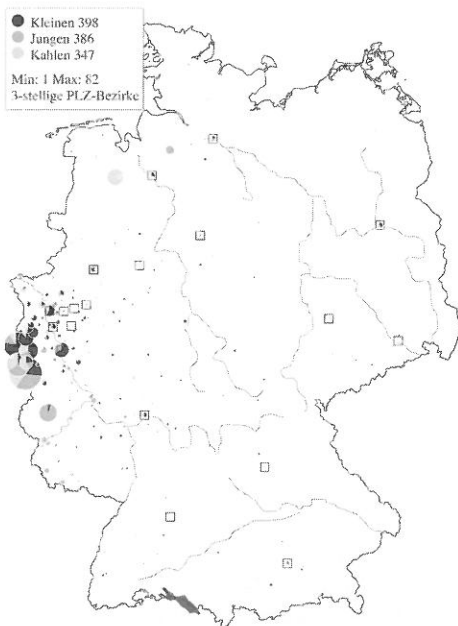 Kleinen 398
Jungen 386
Kahlen 347
Min: 1 Max: 82
3-stellige PLZ-Bezirke